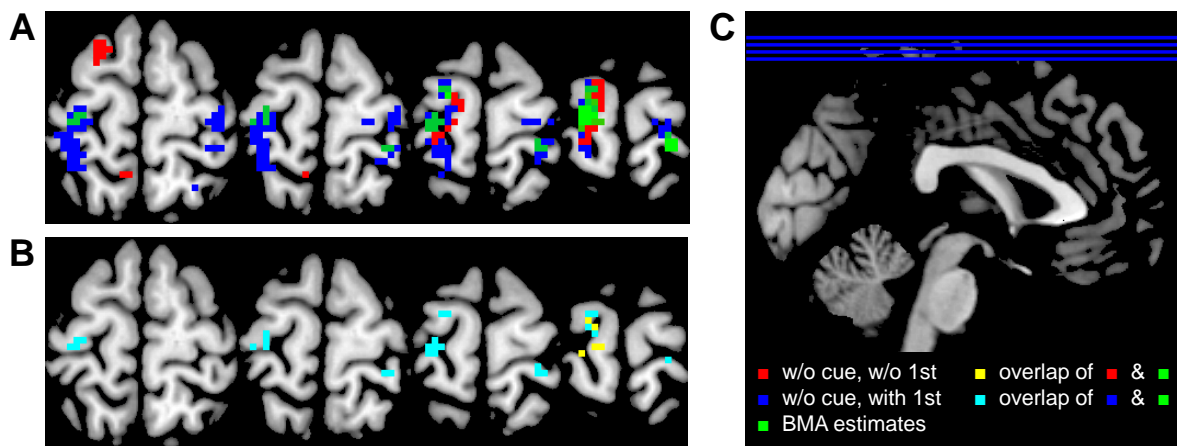 A
B
C
w/o cue, w/o 1st
w/o cue, with 1st
BMA estimates
overlap of & 
overlap of &